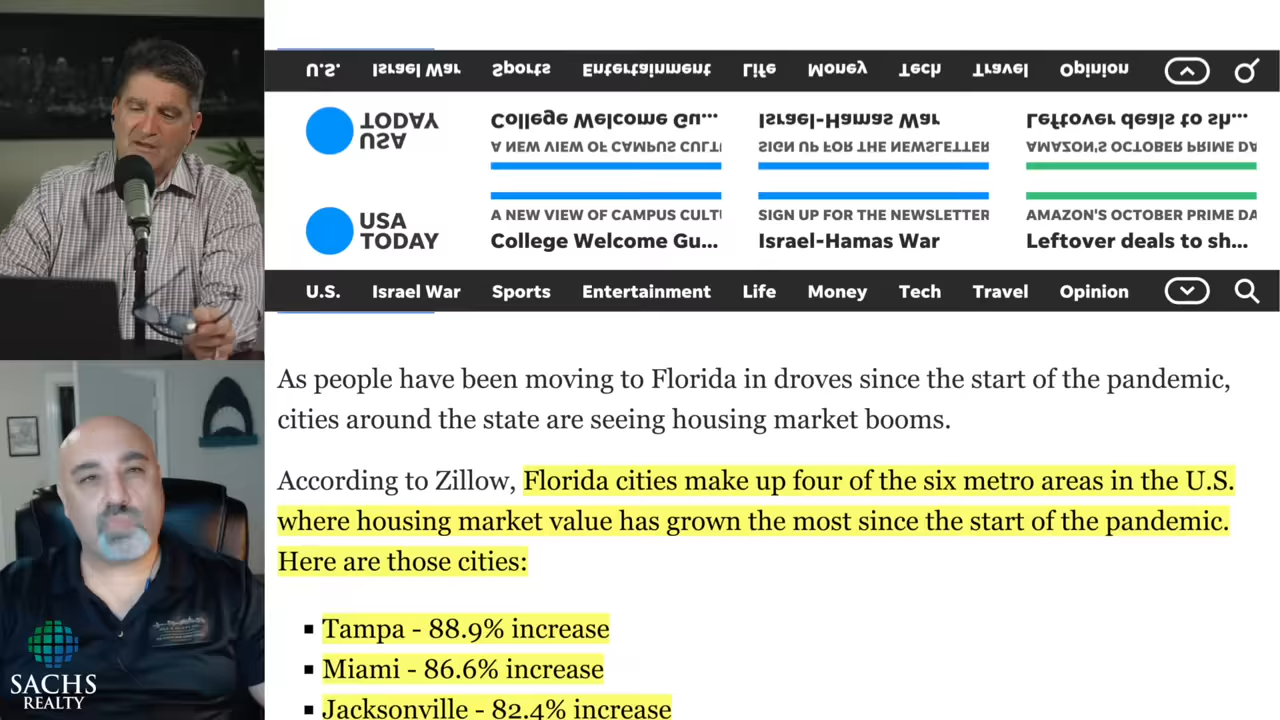 U.S. Israel War Sports Entertainment Life Money Tech Travel Opinion
TODAY
USA
College Welcome Gu... Israel-Hamas War Leftover deals to sh...
A NEW VIEW OF CAMPUS CULT SIGN UP FOR THE NEWSLETTER AMAZON'S OCTOBER PRIME DA
A NEW VIEW OF CAMPUS CULT SIGN UP FOR THE NEWSLETTER AMAZON'S OCTOBER PRIME DA
USA
TODAY
College Welcome Gu... Israel-Hamas War Leftover deals to sh...
U.S. Israel War Sports Entertainment Life Money Tech Travel Opinion
As people have been moving to Florida in droves since the start of the pandemic,
cities around the state are seeing housing market booms.
According to Zillow, Florida cities make up four of the six metro areas in the U.S.
where housing market value has grown the most since the start of the pandemic.
Here are those cities:
▪ Tampa - 88.9% increase
▪ Miami - 86.6% increase
▪ Jacksonville - 82.4% increase
SACHS
REALTY